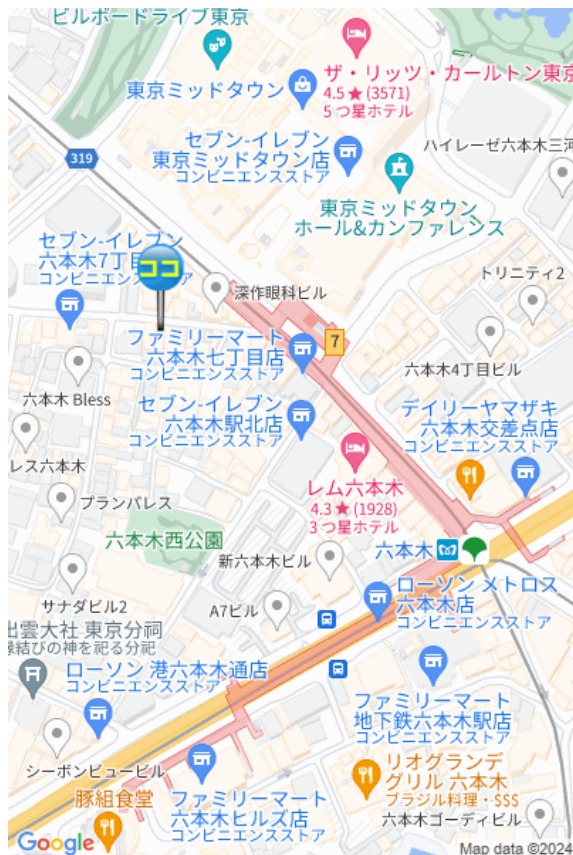 ビルボードライブ東京
ザ・リッツ・カールトン東京
4.5★(3571)
5 つ星ホテル
東京ミッドタウン
セブン-イレブン
東京ミッドタウン店
コンビニエンスストア
ハイレーゼ六本木三河
319
東京ミッドタウン
ホール&カンファレンス
セブン-イレブン
六本木7丁目
コンビニエンスス
ココ
トリニティ2
深作眼科ビル
ファミリーマート
六本木七丁目店
コンビニエンスストア
7
六本木4丁目ビル
六本木 Bless
セブン-イレブン
六本木駅北店
コンビニエンスストア
デイリーヤマザキ
六本木交差点店
コンビニエンスストア
レス六本木
レム六本木
4.3★(1928)
3 つ星ホテル
プランパレス
六本木西公園
六本木
新六本木ビル
サナダビル2
A7ビル
ローソン メトロス
六本木店
コンビニエンスストア
出雲大社 東京分祠
縁結びの神を祀る分祀
ローソン 港六本木通店
コンビニエンスストア
ファミリーマート
地下鉄六本木駅店
コンビニエンスストア
シーボンビュービル
リオグランデ
グリル 六本木
ブラジル料理・$$$
豚組食堂
ファミリーマート
六本木ヒルズ店
コンビニエンスストア
六本木ゴーディビル
Google
Map data ©2024